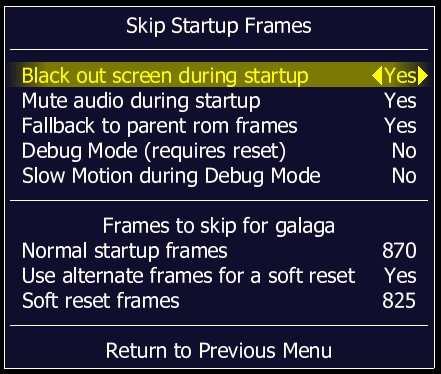 Skip Startup Frames
Black out screen during startup Yes
Mute audio during startup Yes
Fallback to parent rom frames Yes
Debug Mode (requires reset) No
Slow Motion during Debug Mode No
Frames to skip for galaga
Normal startup frames 870
Use alternate frames for a soft reset Yes
Soft reset frames 825
Return to Previous Menu